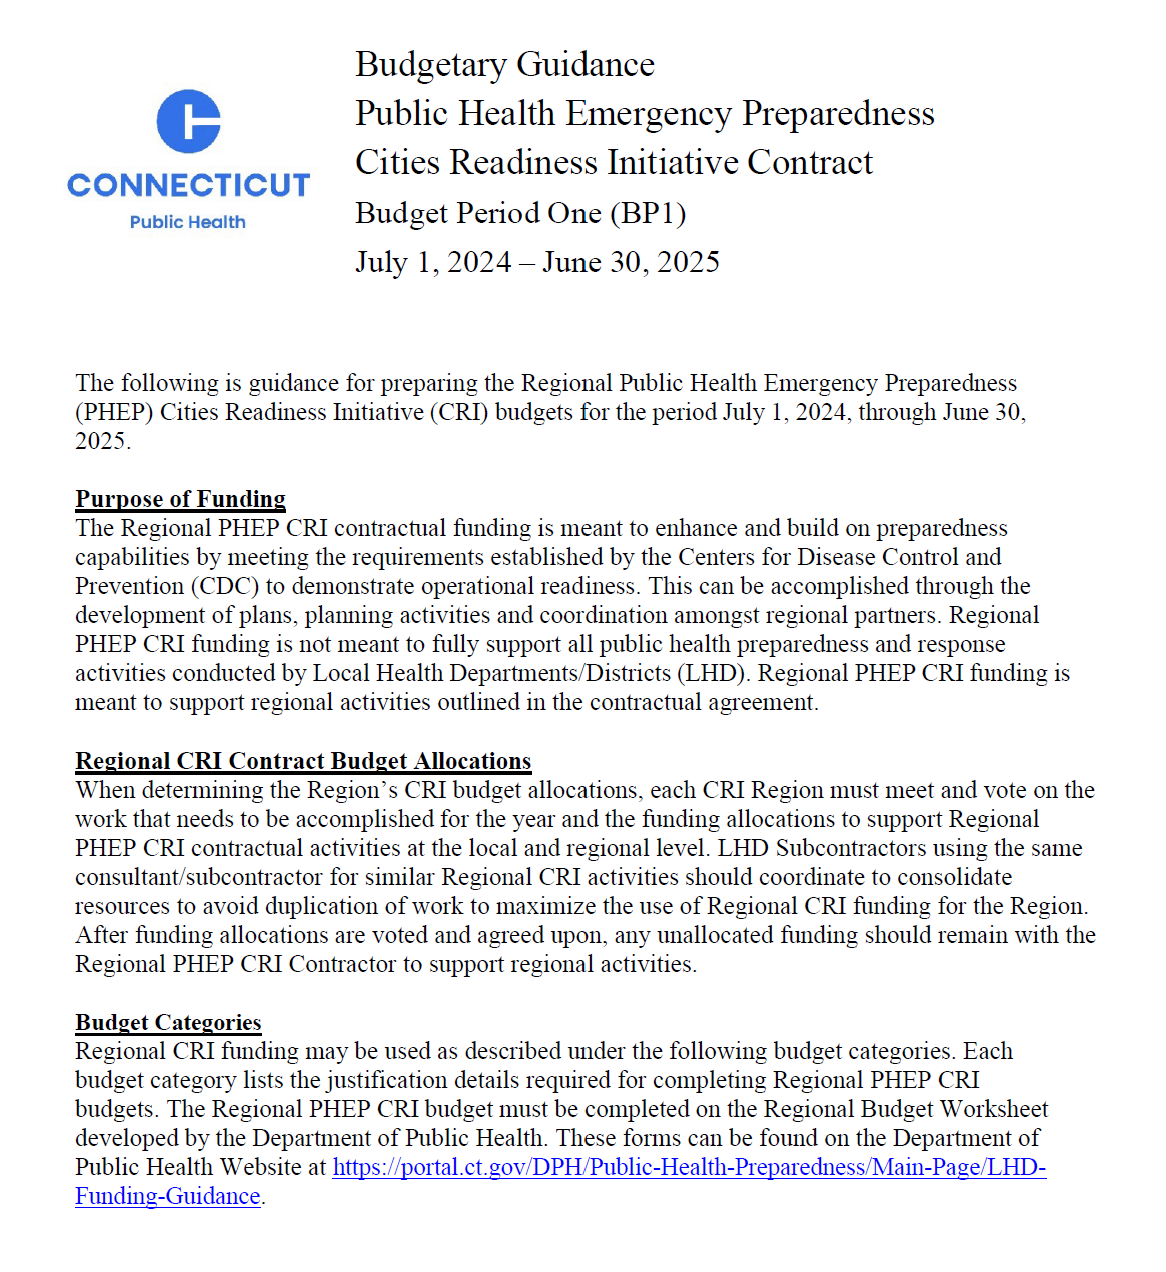 Budgetary Guidance
Public Health Emergency Preparedness
Cities Readiness Initiative Contract
Budget Period One (BP1)
July 1, 2024 – June 30, 2025
CONNECTICUT
Public Health
The following is guidance for preparing the Regional Public Health Emergency Preparedness
(PHEP) Cities Readiness Initiative (CRI) budgets for the period July 1, 2024, through June 30,
2025.
Purpose of Funding
The Regional PHEP CRI contractual funding is meant to enhance and build on preparedness
capabilities by meeting the requirements established by the Centers for Disease Control and
Prevention (CDC) to demonstrate operational readiness. This can be accomplished through the
development of plans, planning activities and coordination amongst regional partners. Regional
PHEP CRI funding is not meant to fully support all public health preparedness and response
activities conducted by Local Health Departments/Districts (LHD). Regional PHEP CRI funding is
meant to support regional activities outlined in the contractual agreement.
Regional CRI Contract Budget Allocations
When determining the Region’s CRI budget allocations, each CRI Region must meet and vote on the
work that needs to be accomplished for the year and the funding allocations to support Regional
PHEP CRI contractual activities at the local and regional level. LHD Subcontractors using the same
consultant/subcontractor for similar Regional CRI activities should coordinate to consolidate
resources to avoid duplication of work to maximize the use of Regional CRI funding for the Region.
After funding allocations are voted and agreed upon, any unallocated funding should remain with the
Regional PHEP CRI Contractor to support regional activities.
Budget Categories
Regional CRI funding may be used as described under the following budget categories. Each
budget category lists the justification details required for completing Regional PHEP CRI
budgets. The Regional PHEP CRI budget must be completed on the Regional Budget Worksheet
developed by the Department of Public Health. These forms can be found on the Department of
Public Health Website at https://portal.ct.gov/DPH/Public-Health-Preparedness/Main-Page/LHD-
Funding-Guidance.